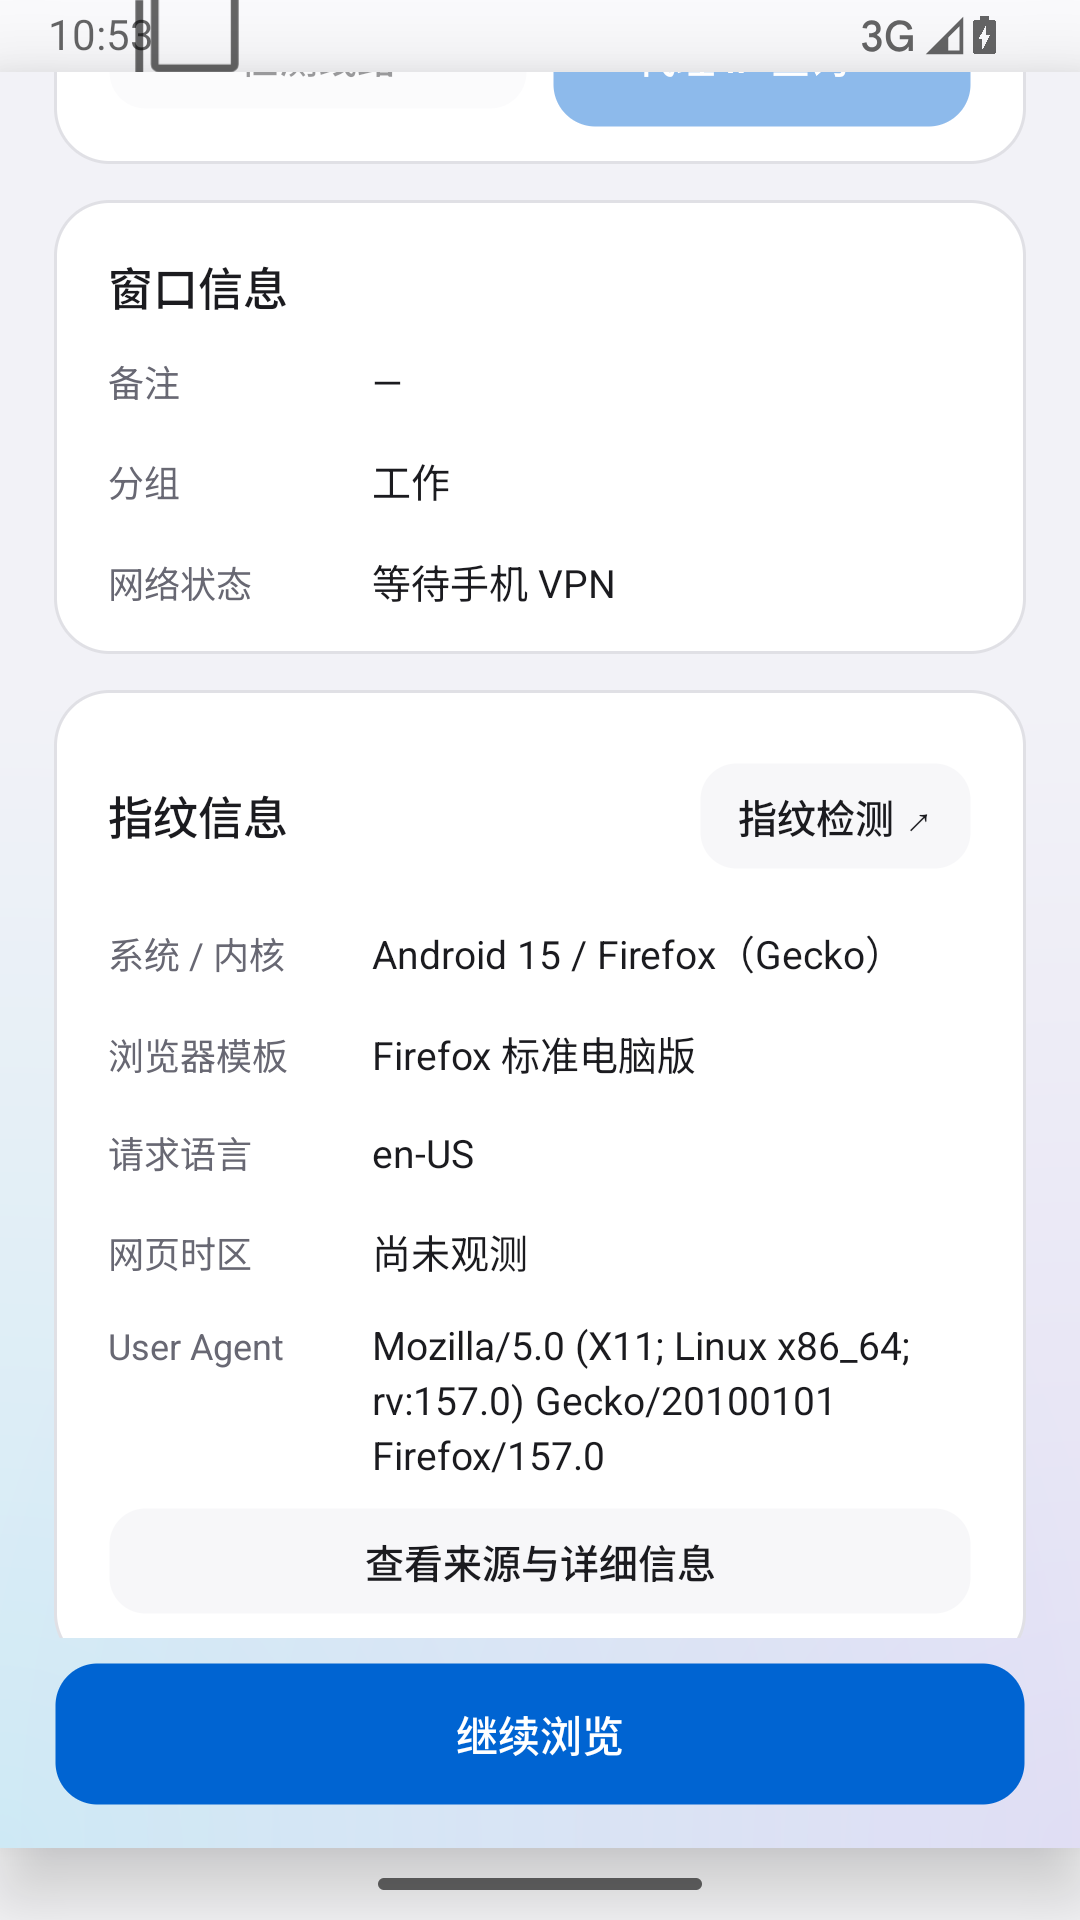 10:53
3G
窗口信息
备注 —
分组 工作
网络状态 等待手机 VPN
指纹信息
指纹检测 ↗
系统 / 内核 Android 15 / Firefox（Gecko）
浏览器模板 Firefox 标准电脑版
请求语言 en-US
网页时区 尚未观测
User Agent Mozilla/5.0 (X11; Linux x86_64;
rv:157.0) Gecko/20100101
Firefox/157.0
查看来源与详细信息
继续浏览